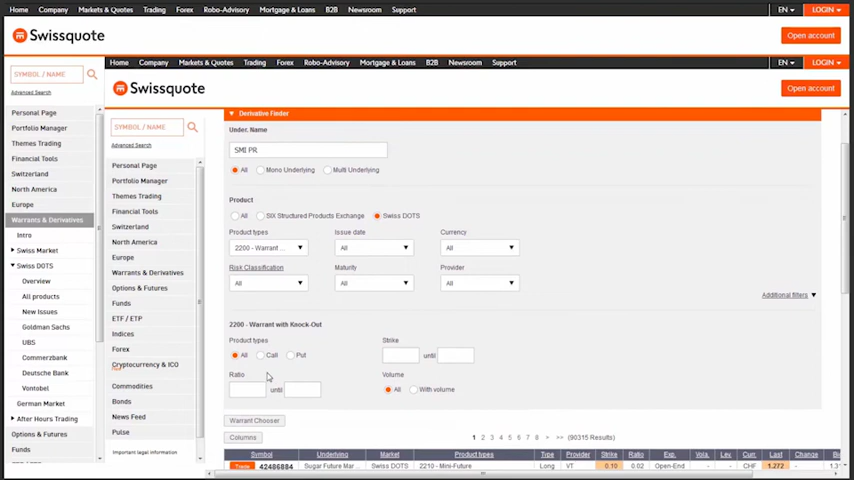 Home Company Markets & Quotes Trading Forex Robo-Advisory Mortgage & Loans B2B Newsroom Support EN LOGIN
Swissquote Open account
Home Company Markets & Quotes Trading Forex Robo-Advisory Mortgage & Loans B2B Newsroom Support EN LOGIN
Swissquote Open account
SYMBOL / NAME
Advanced Search
Personal Page
Portfolio Manager
Themes Trading
Financial Tools
Switzerland
North America
Europe
Warrants & Derivatives
Intro
Swiss Market
Swiss DOTS
Overview
All products
New Issues
Goldman Sachs
UBS
Commerzbank
Deutsche Bank
Vontobel
German Market
After Hours Trading
Options & Futures
Funds
SYMBOL / NAME
Advanced Search
Personal Page
Portfolio Manager
Themes Trading
Financial Tools
Switzerland
North America
Europe
Warrants & Derivatives
Options & Futures
Funds
ETF / ETP
Indices
Forex
Cryptocurrency & ICO
Commodities
Bonds
News Feed
Pulse
Important legal information
Derivative Finder
Under. Name
SMI PR
All Mono Underlying Multi Underlying
Product
All SIX Structured Products Exchange Swiss DOTS
Product types Issue date Currency
2200 - Warrant ... All All
Risk Classification Maturity Provider
All All All
Additional filters
2200 - Warrant with Knock-Out
Product types Strike
All Call Put until
Ratio Volume
until All With volume
Warrant Chooser
Columns 1 2 3 4 5 6 7 8 > >> (90315 Results)
Symbol Underlying Market Product types Type Provider Strike Ratio Exp. Vola. Lev. Curr. Last Change
Trade 42486884 Sugar Future Mar... Swiss DOTS 2210 - Mini-Future Long VT 0.10 0.02 Open-End - - CHF 1.272 -